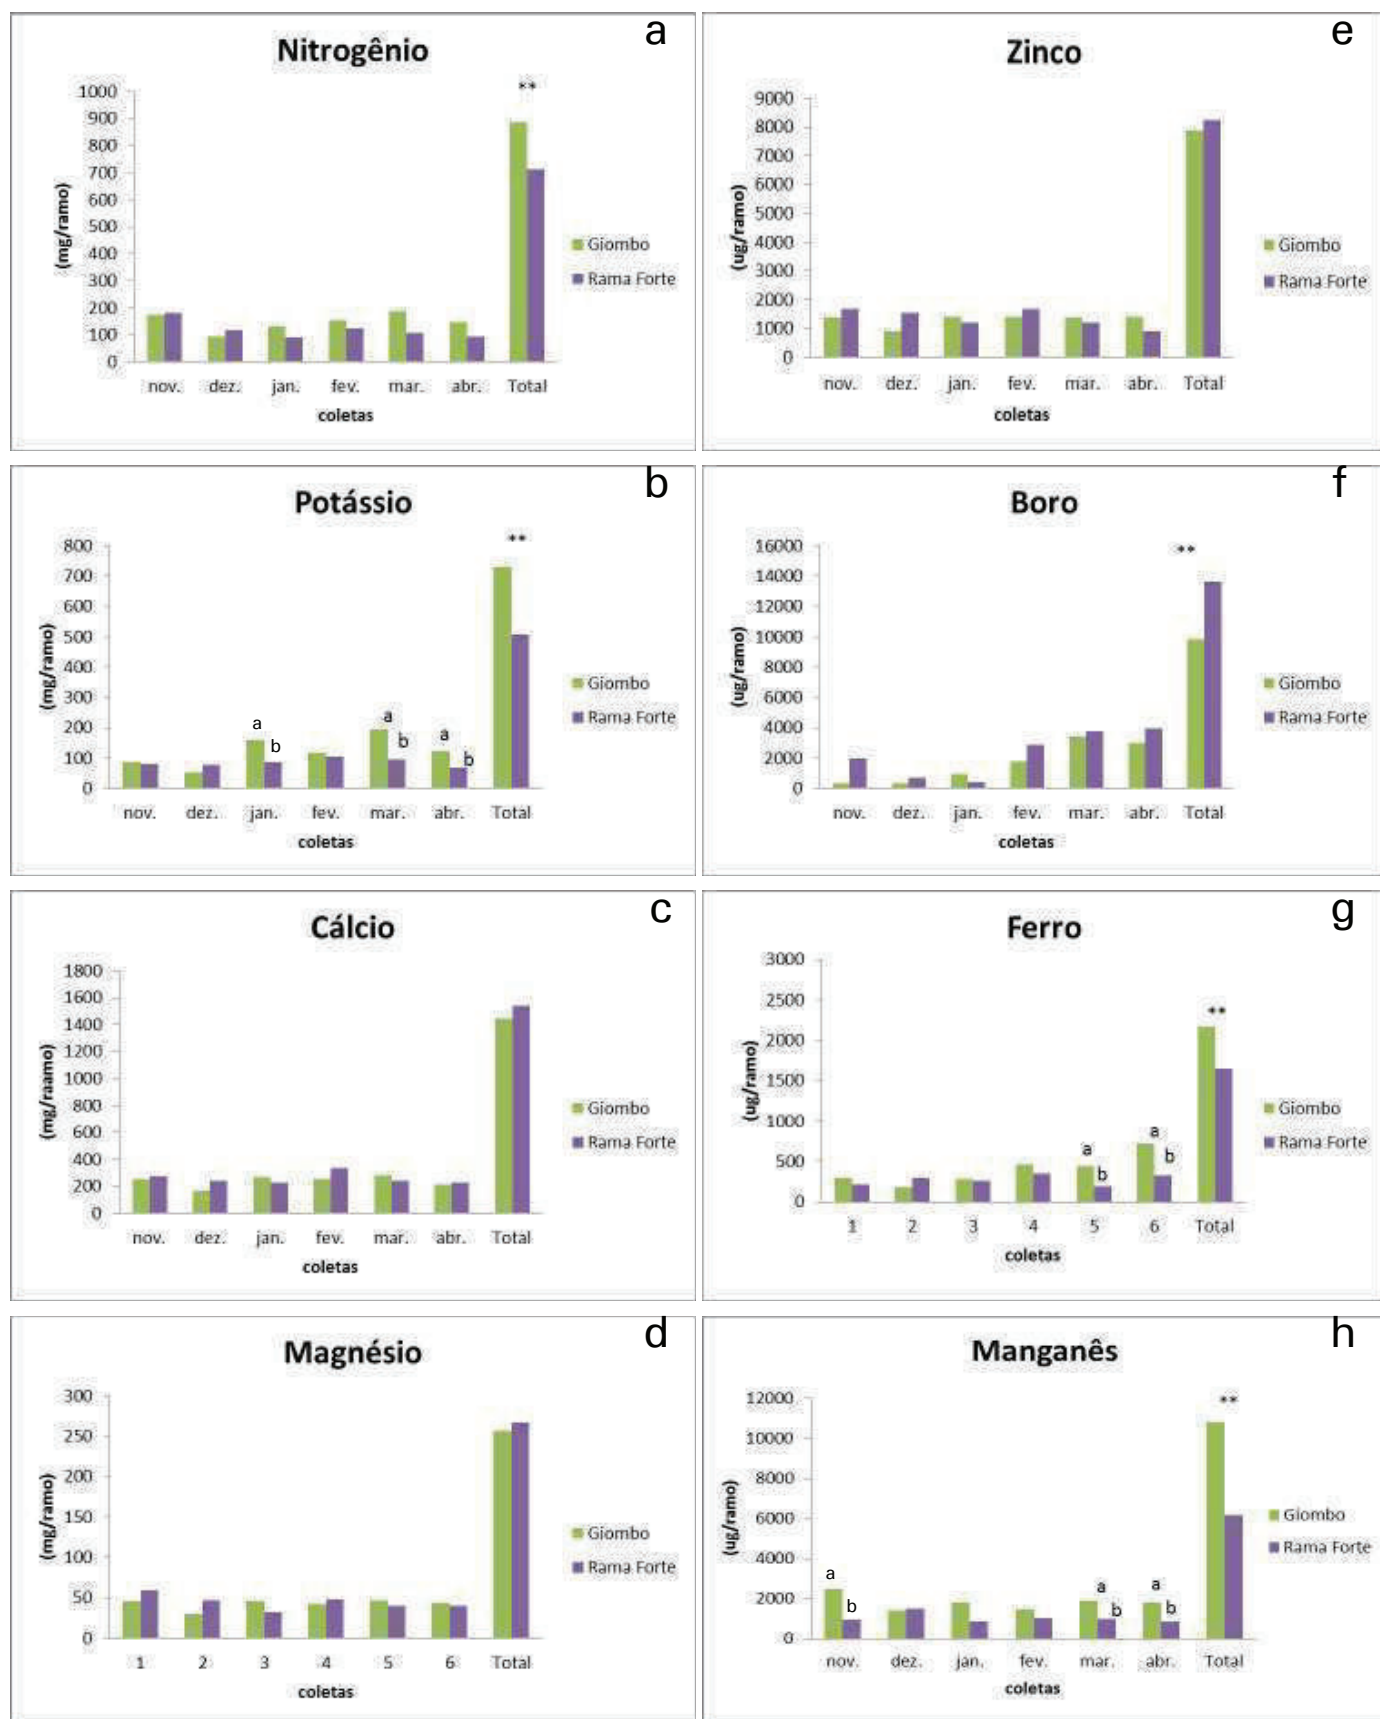 a
Nitrogênio
**
1000
900
800
700
600
500
400
300
200
100
0
(mg/ramo)
Giombo
Rama Forte
nov. dez. jan. fev. mar. abr. Total
coletas
e
Zinco
9000
8000
7000
6000
5000
4000
3000
2000
1000
0
(ug/ramo)
Giombo
Rama Forte
nov. dez. jan. fev. mar. abr. Total
coletas
b
Potássio
**
800
700
600
500
400
300
200
100
0
(mg/ramo)
a b a b a b
Giombo
Rama Forte
nov. dez. jan. fev. mar. abr. Total
coletas
f
Boro
**
16000
14000
12000
10000
8000
6000
4000
2000
0
(ug/ramo)
Giombo
Rama Forte
nov. dez. jan. fev. mar. abr. Total
coletas
c
Cálcio
1800
1600
1400
1200
1000
800
600
400
200
0
(mg/raamo)
Giombo
Rama Forte
nov. dez. jan. fev. mar. abr. Total
coletas
g
Ferro
3000
2500
2000
1500
1000
500
0
(ug/ramo)
**
a b a b
Giombo
Rama Forte
1 2 3 4 5 6 Total
coletas
d
Magnésio
300
250
200
150
100
50
0
(mg/ramo)
Giombo
Rama Forte
1 2 3 4 5 6 Total
coletas
h
Manganês
12000
10000
8000
6000
4000
2000
0
(ug/ramo)
**
a b a b a b
Giombo
Rama Forte
nov. dez. jan. fev. mar. abr. Total
coletas